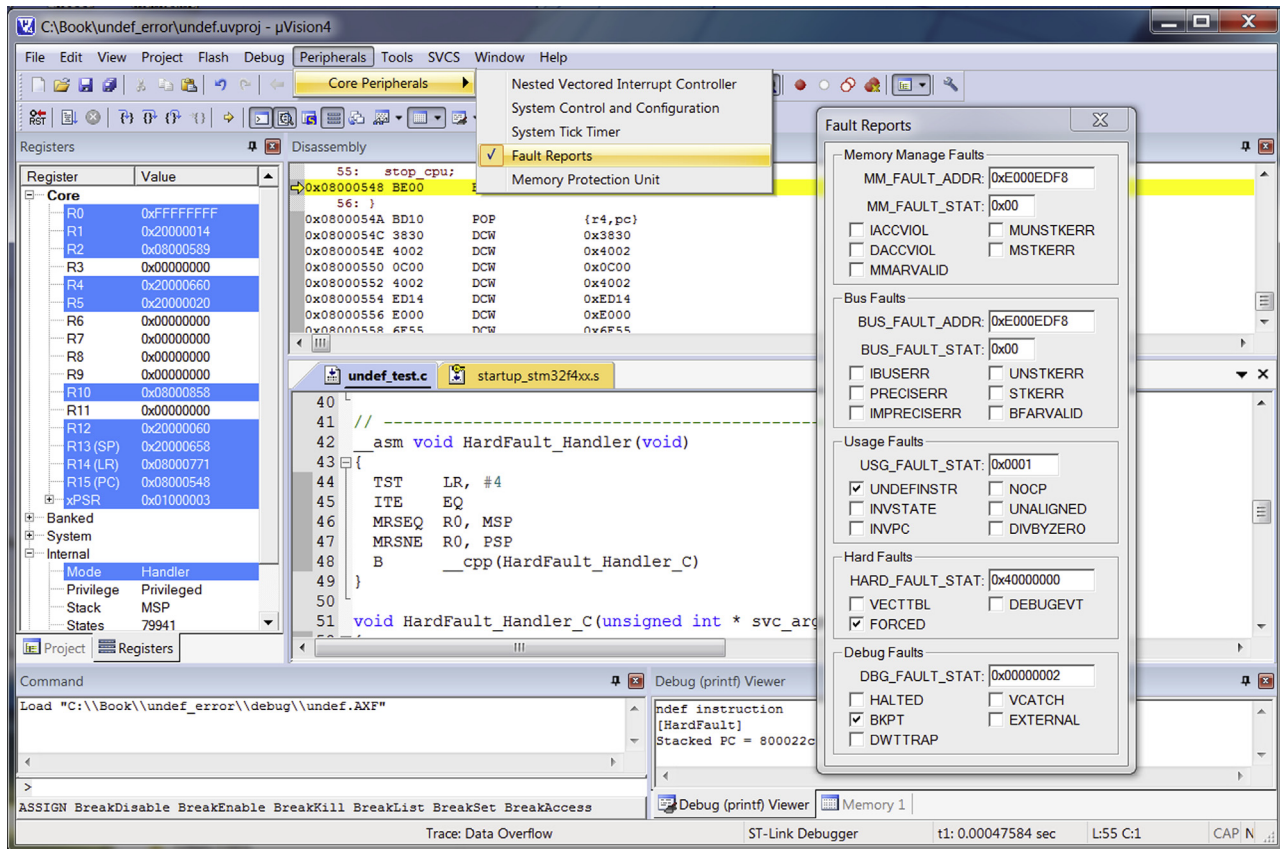 C:\Book\undef_error\undef.uvproj - µVision4
File Edit View Project Flash Debug Peripherals Tools SVCS Window Help
Core Peripherals
Nested Vectored Interrupt Controller
System Control and Configuration
System Tick Timer
Fault Reports
Memory Protection Unit
RST
Registers
Register Value
Core
R0 0xFFFFFFFF
R1 0x20000014
R2 0x08000589
R3 0x00000000
R4 0x20000660
R5 0x20000020
R6 0x00000000
R7 0x00000000
R8 0x00000000
R9 0x00000000
R10 0x08000858
R11 0x00000000
R12 0x20000060
R13 (SP) 0x20000658
R14 (LR) 0x08000771
R15 (PC) 0x08000548
xPSR 0x01000003
Banked
System
Internal
Mode Handler
Privilege Privileged
Stack MSP
States 79941
Project Registers
Disassembly
55: stop_cpu;
0x08000548 BE00
56: }
0x0800054A BD10 POP {r4,pc}
0x0800054C 3830 DCW 0x3830
0x0800054E 4002 DCW 0x4002
0x08000550 0C00 DCW 0x0C00
0x08000552 4002 DCW 0x4002
0x08000554 ED14 DCW 0xED14
0x08000556 E000 DCW 0xE000
0x08000558 6F55 DCW 0x6F55
undef_test.c startup_stm32f4xx.s
40
41 // ----------------------------------------
42 __asm void HardFault_Handler(void)
43 {
44 TST LR, #4
45 ITE EQ
46 MRSEQ R0, MSP
47 MRSNE R0, PSP
48 B __cpp(HardFault_Handler_C)
49 }
50
51 void HardFault_Handler_C(unsigned int * svc_arg
Fault Reports
Memory Manage Faults
MM_FAULT_ADDR: 0xE000EDF8
MM_FAULT_STAT: 0x00
IACCVIOL MUNSTKERR
DACCVIOL MSTKERR
MMARVALID
Bus Faults
BUS_FAULT_ADDR: 0xE000EDF8
BUS_FAULT_STAT: 0x00
IBUSERR UNSTKERR
PRECISERR STKERR
IMPRECISERR BFARVALID
Usage Faults
USG_FAULT_STAT: 0x0001
UNDEFINSTR NOCP
INVSTATE UNALIGNED
INVPC DIVBYZERO
Hard Faults
HARD_FAULT_STAT: 0x40000000
VECTTBL DEBUGEVT
FORCED
Debug Faults
DBG_FAULT_STAT: 0x00000002
HALTED VCATCH
BKPT EXTERNAL
DWTTRAP
Command
Load "C:\\Book\\undef_error\\debug\\undef.AXF"
>
ASSIGN BreakDisable BreakEnable BreakKill BreakList BreakSet BreakAccess
Debug (printf) Viewer
ndef instruction
[HardFault]
Stacked PC = 800022c
Debug (printf) Viewer Memory 1
Trace: Data Overflow ST-Link Debugger t1: 0.00047584 sec L:55 C:1 CAP N